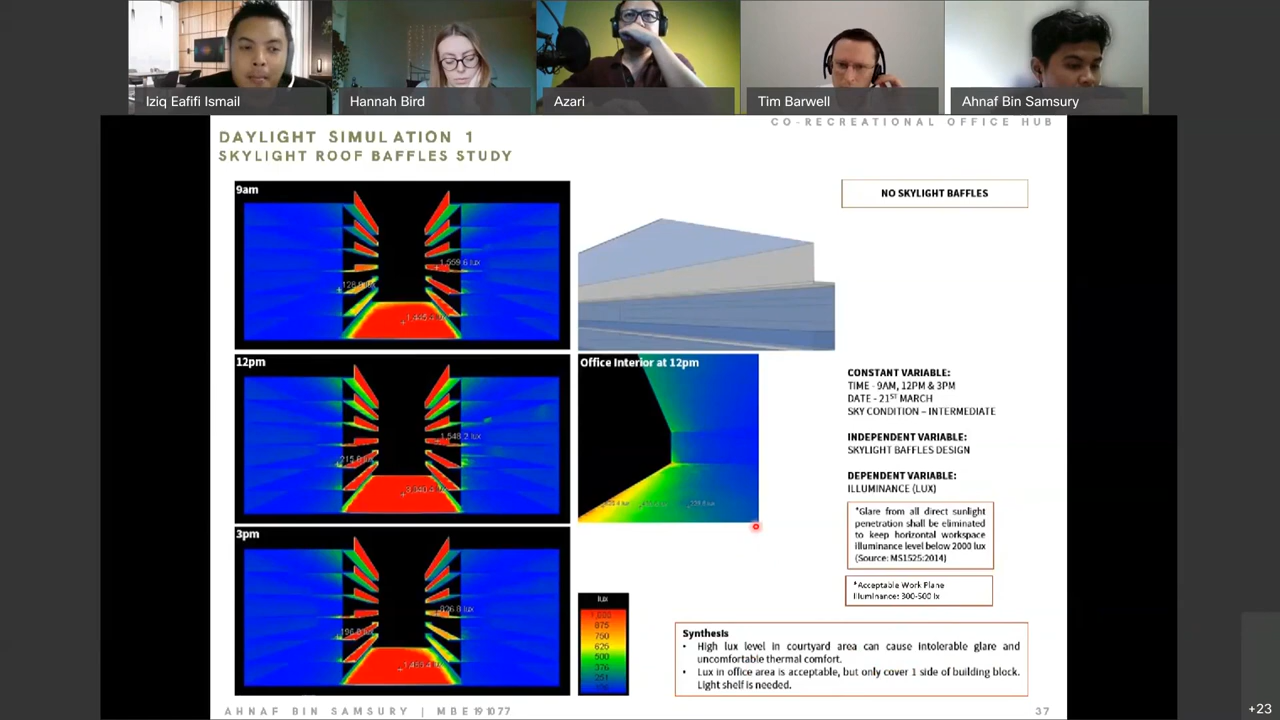 Iziq Eafifi Ismail
Hannah Bird
Azari
Tim Barwell
Ahnaf Bin Samsury
CO-RECREATIONAL OFFICE HUB
DAYLIGHT SIMULATION 1
SKYLIGHT ROOF BAFFLES STUDY
9am
NO SKYLIGHT BAFFLES
12pm
Office Interior at 12pm
CONSTANT VARIABLE:
TIME - 9AM, 12PM & 3PM
DATE - 21ST MARCH
SKY CONDITION – INTERMEDIATE
INDEPENDENT VARIABLE:
SKYLIGHT BAFFLES DESIGN
DEPENDENT VARIABLE:
ILLUMINANCE (LUX)
*Glare from all direct sunlight
penetration shall be eliminated
to keep horizontal workspace
illuminance level below 2000 lux
(Source: MS1525:2014)
3pm
*Acceptable Work Plane
Illuminance: 300-500 lx
lux
875
750
625
500
Synthesis
• High lux level in courtyard area can cause intolerable glare and
uncomfortable thermal comfort.
• Lux in office area is acceptable, but only cover 1 side of building block.
Light shelf is needed.
AHNAF BIN SAMSURY | MBE191077
37
+23